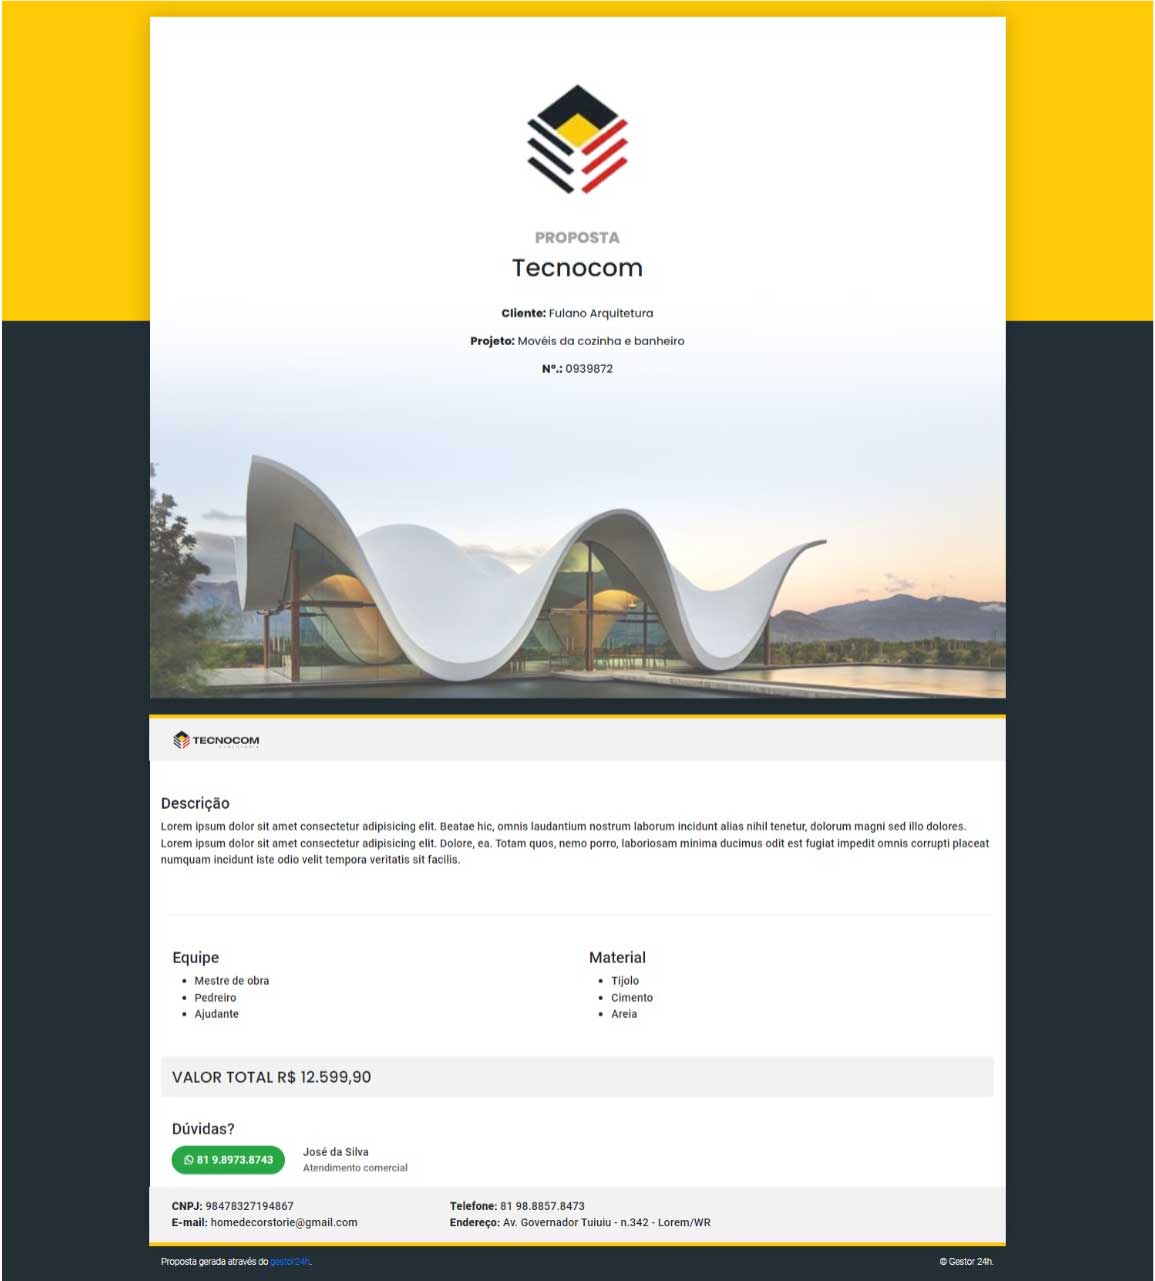 PROPOSTA
Tecnocom
Cliente: Fulano Arquitetura
Projeto: Movéis da cozinha e banheiro
Nº.: 0939872
TECNOCOM
Descrição
Lorem ipsum dolor sit amet consectetur adipisicing elit. Beatae hic, omnis laudantium nostrum laborum incidunt alias nihil tenetur, dolorum magni sed illo dolores.
Lorem ipsum dolor sit amet consectetur adipisicing elit. Dolore, ea. Totam quos, nemo porro, laboriosam minima ducimus odit est fugiat impedit omnis corrupti placeat
numquam incidunt iste odio velit tempora veritatis sit facilis.
Equipe
• Mestre de obra
• Pedreiro
• Ajudante
Material
• Tijolo
• Cimento
• Areia
VALOR TOTAL R$ 12.599,90
Dúvidas?
81 9.8973.8743
José da Silva
Atendimento comercial
CNPJ: 98478327194867
E-mail: homedecorstorie@gmail.com
Telefone: 81 98.8857.8473
Endereço: Av. Governador Tuiuiu - n.342 - Lorem/WR
Proposta gerada através do gestor24h.
© Gestor 24h.